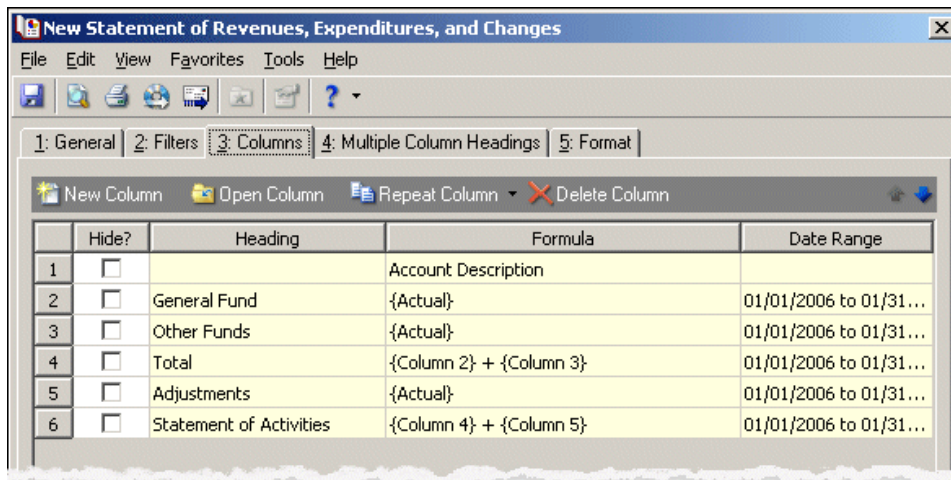 New Statement of Revenues, Expenditures, and Changes
File Edit View Favorites Tools Help
1: General 2: Filters 3: Columns 4: Multiple Column Headings 5: Format
New Column Open Column Repeat Column Delete Column
Hide? Heading Formula Date Range
1 Account Description
2 General Fund {Actual} 01/01/2006 to 01/31...
3 Other Funds {Actual} 01/01/2006 to 01/31...
4 Total {Column 2} + {Column 3} 01/01/2006 to 01/31...
5 Adjustments {Actual} 01/01/2006 to 01/31...
6 Statement of Activities {Column 4} + {Column 5} 01/01/2006 to 01/31...